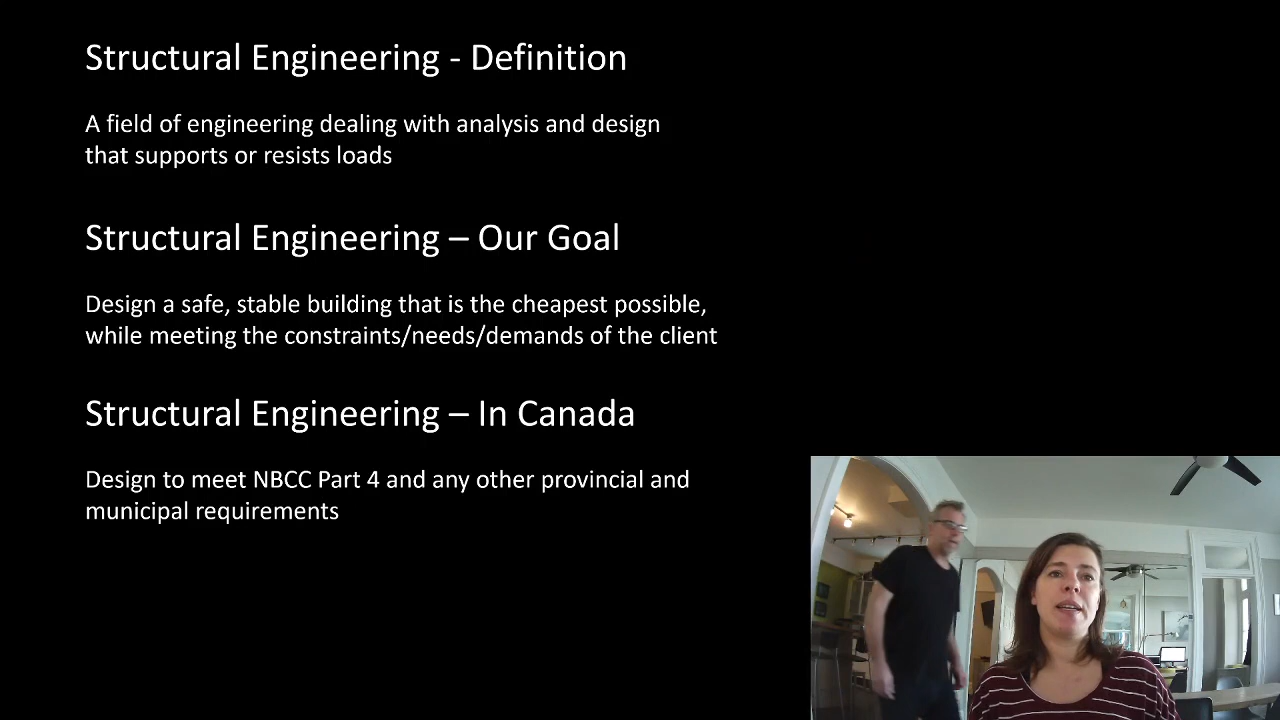 Structural Engineering - Definition
A field of engineering dealing with analysis and design
that supports or resists loads
Structural Engineering – Our Goal
Design a safe, stable building that is the cheapest possible,
while meeting the constraints/needs/demands of the client
Structural Engineering – In Canada
Design to meet NBCC Part 4 and any other provincial and
municipal requirements